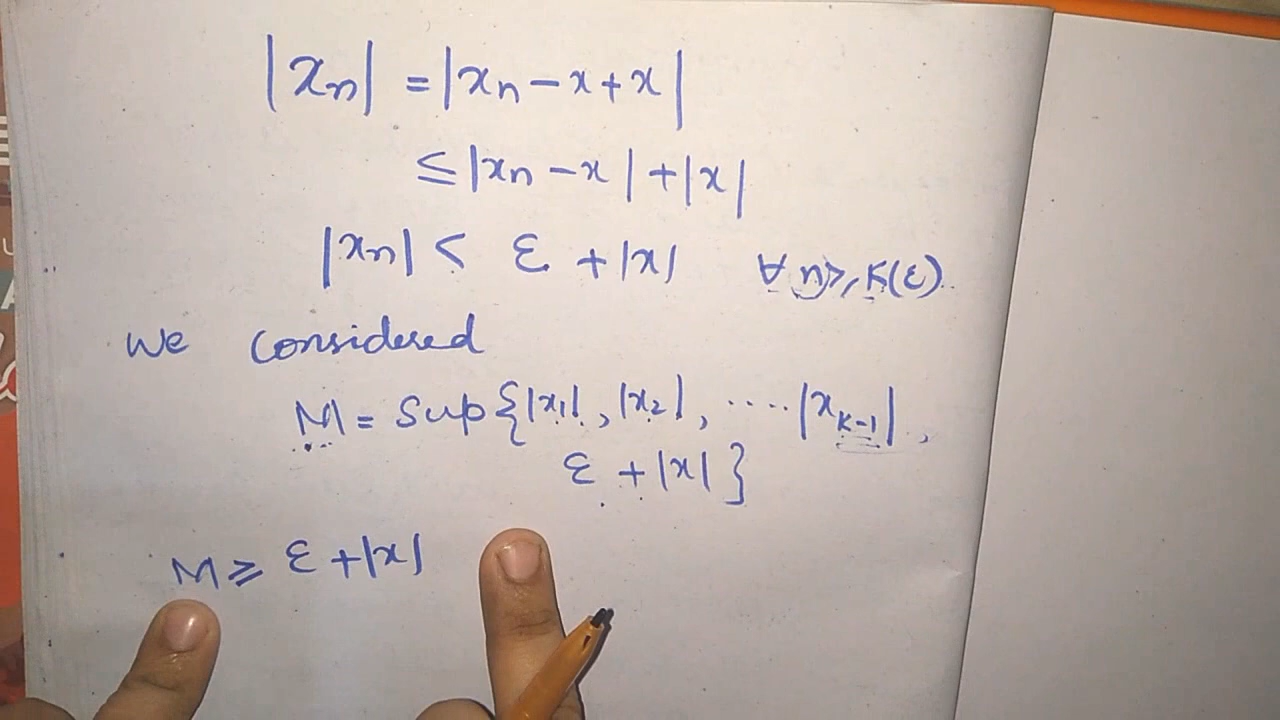 |xn| = |xn - x + x|
≤ |xn - x| + |x|
|xn| < ε + |x| ∀ n ≥ K(ε)
We considered
M = Sup{|x1|, |x2|, ..... |xK-1|,
ε + |x|}
M ≥ ε + |x|